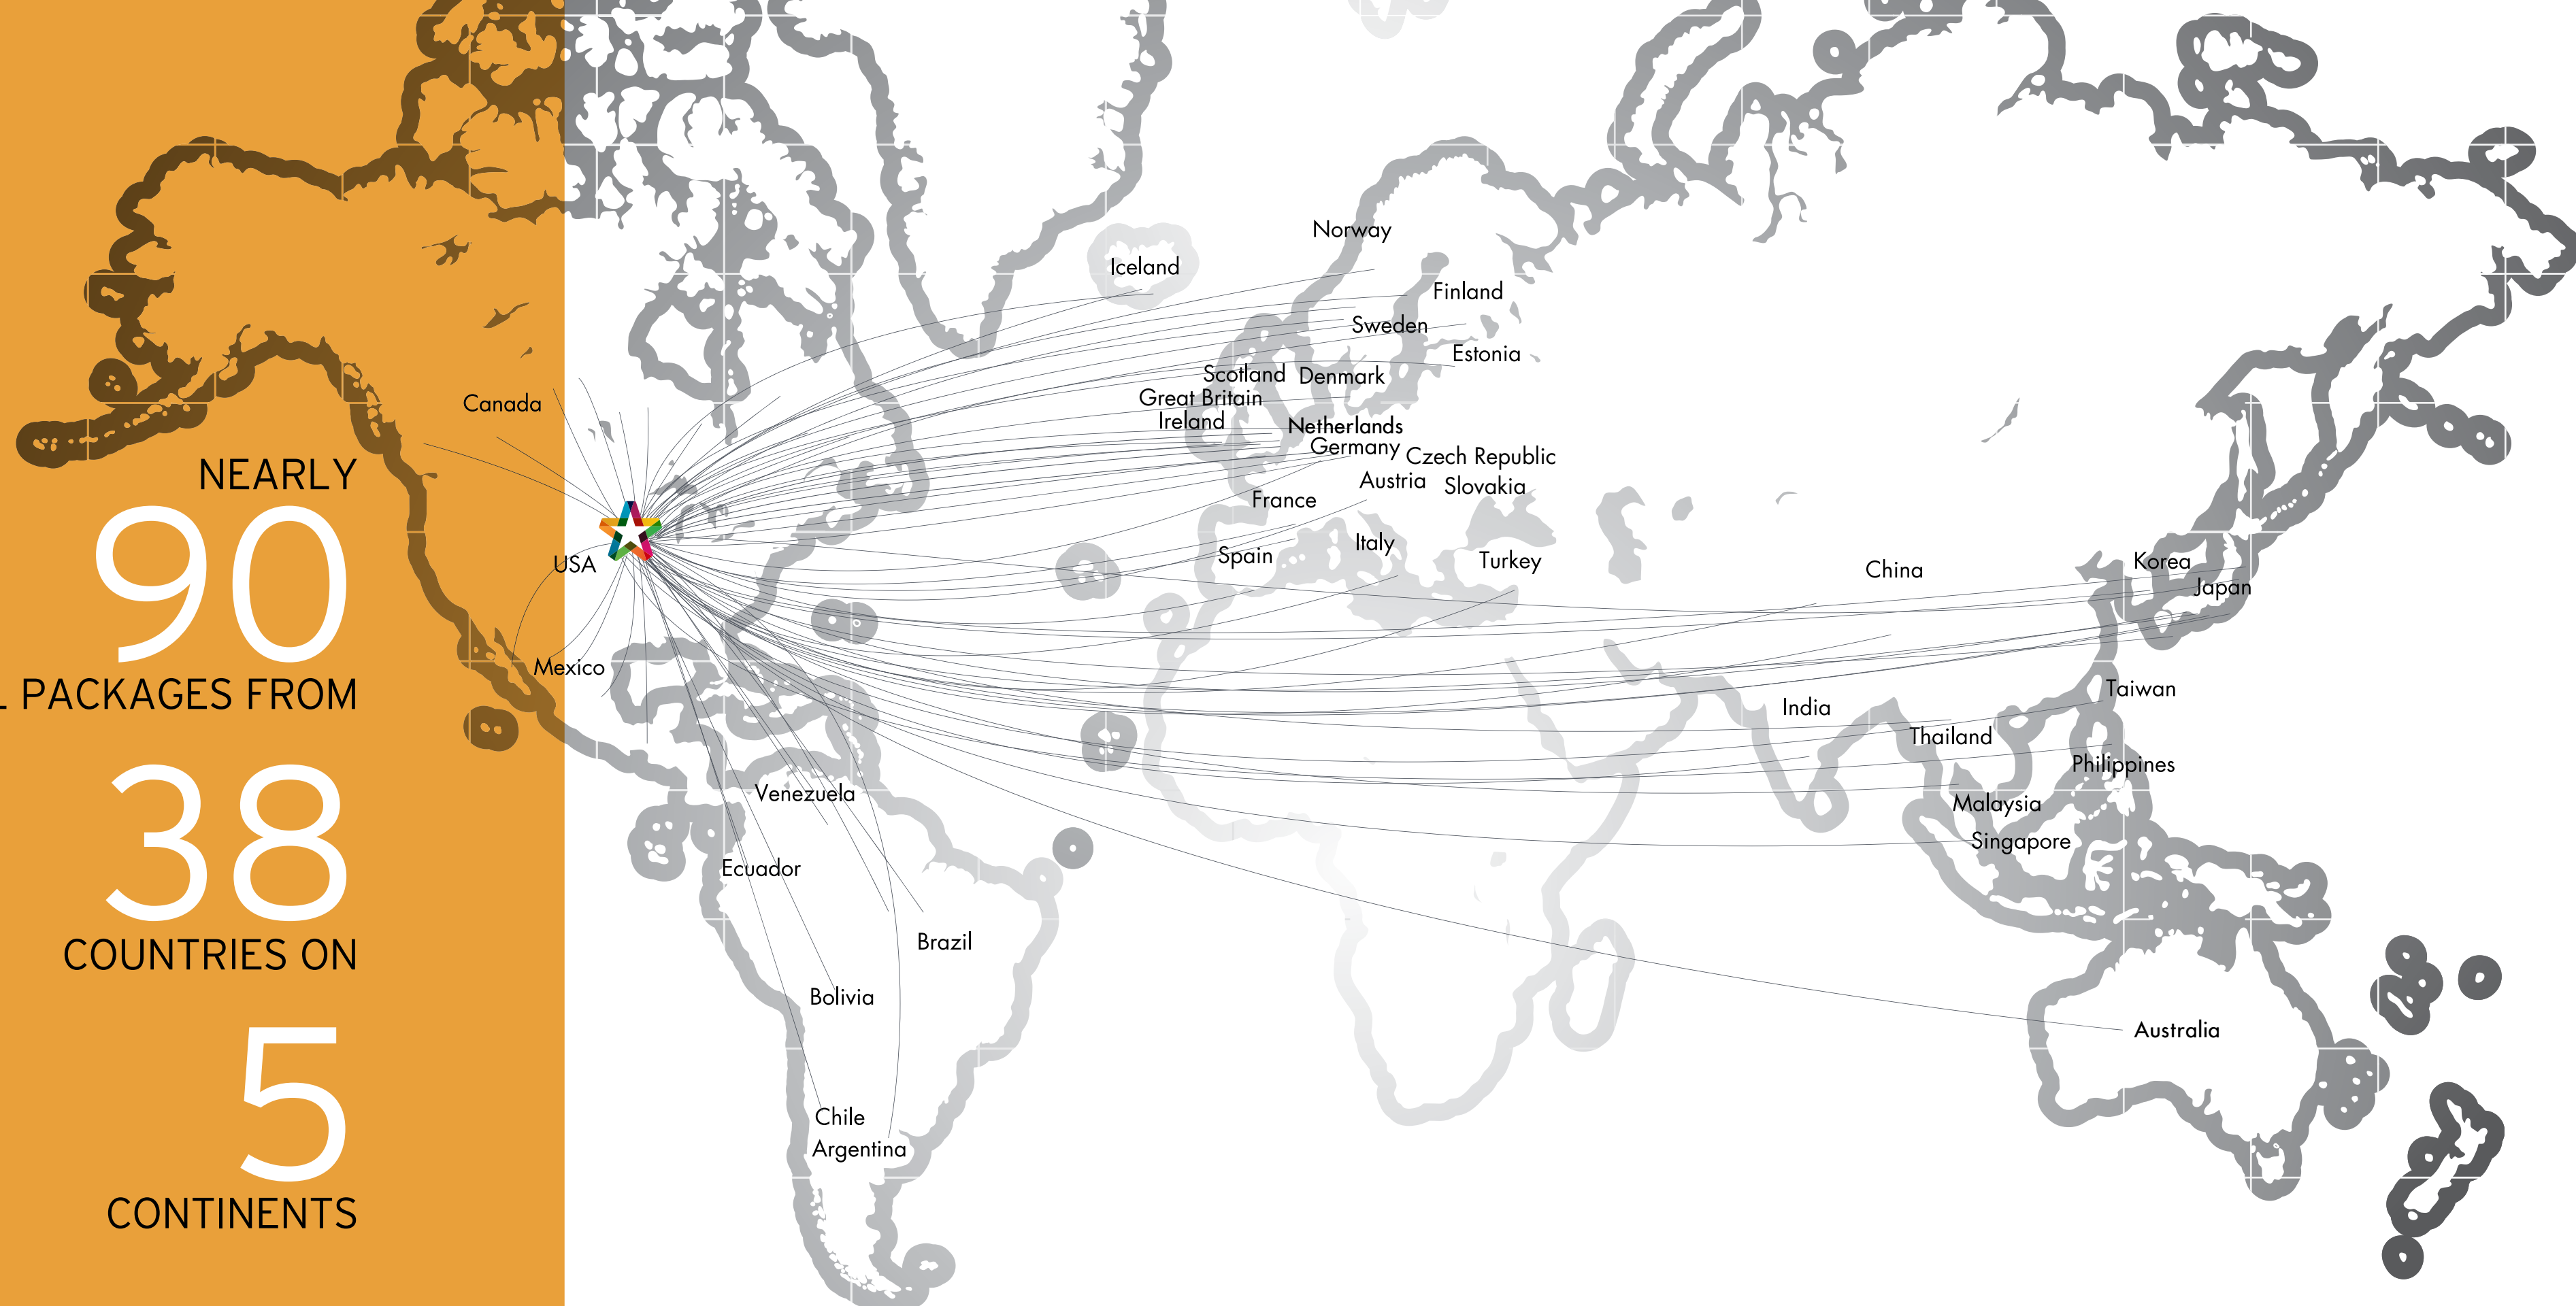 NEARLY
90
PACKAGES FROM
38
COUNTRIES ON
5
CONTINENTS
Canada
USA
Mexico
Venezuela
Ecuador
Brazil
Bolivia
Chile
Argentina
Iceland
Norway
Finland
Sweden
Estonia
Scotland
Denmark
Great Britain
Ireland
Netherlands
Germany
Czech Republic
Austria
Slovakia
France
Spain
Italy
Turkey
China
Korea
Japan
India
Taiwan
Thailand
Philippines
Malaysia
Singapore
Australia